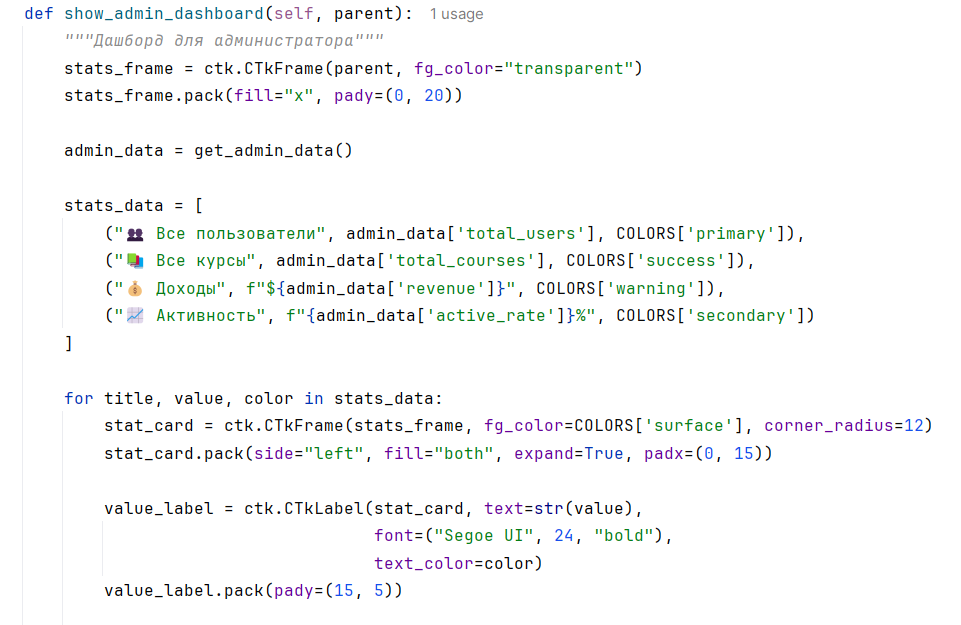 def show_admin_dashboard(self, parent): 1 usage
"""Дашборд для администратора"""
stats_frame = ctk.CTkFrame(parent, fg_color="transparent")
stats_frame.pack(fill="x", pady=(0, 20))
admin_data = get_admin_data()
stats_data = [
("👥 Все пользователи", admin_data['total_users'], COLORS['primary']),
("📚 Все курсы", admin_data['total_courses'], COLORS['success']),
("💰 Доходы", f"${admin_data['revenue']}", COLORS['warning']),
("📈 Активность", f"{admin_data['active_rate']}%", COLORS['secondary'])
]
for title, value, color in stats_data:
stat_card = ctk.CTkFrame(stats_frame, fg_color=COLORS['surface'], corner_radius=12)
stat_card.pack(side="left", fill="both", expand=True, padx=(0, 15))
value_label = ctk.CTkLabel(stat_card, text=str(value),
font=("Segoe UI", 24, "bold"),
text_color=color)
value_label.pack(pady=(15, 5))